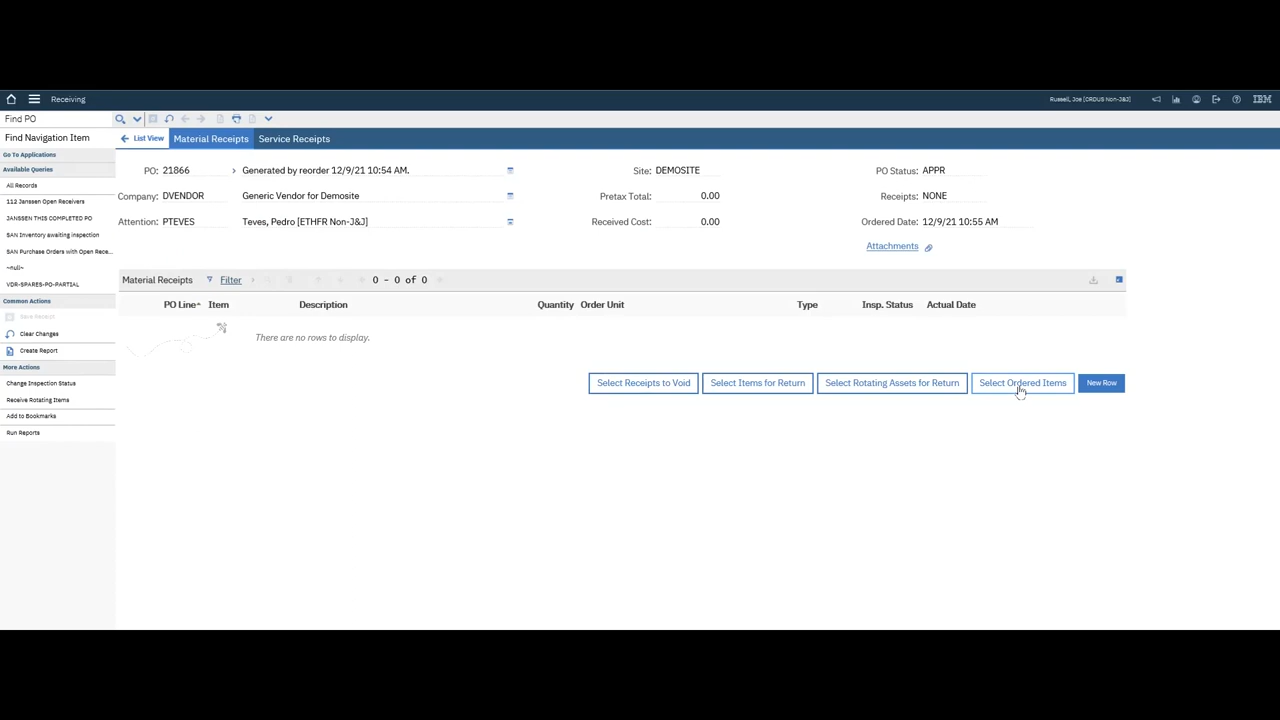 Receiving
Russell, Joe [ORDUS Non-J&J]
IBM
Find PO
Find Navigation Item
Go To Applications
Available Queries
All Records
112 Janssen Open Receivers
JANSSEN THIS COMPLETED PO
SAN Inventory awaiting inspection
SAN Purchase Orders with Open Rece...
~null~
VDR-SPARES-PO-PARTIAL
Common Actions
Save Receipt
Clear Changes
Create Report
More Actions
Change Inspection Status
Receive Rotating Items
Add to Bookmarks
Run Reports
List View Material Receipts Service Receipts
PO: 21866 Generated by reorder 12/9/21 10:54 AM. Site: DEMOSITE PO Status: APPR
Company: DVENDOR Generic Vendor for Demosite Pretax Total: 0.00 Receipts: NONE
Attention: PTEVES Teves, Pedro [ETHFR Non-J&J] Received Cost: 0.00 Ordered Date: 12/9/21 10:55 AM
Attachments
Material Receipts Filter 0 - 0 of 0
PO Line Item Description Quantity Order Unit Type Insp. Status Actual Date
There are no rows to display.
Select Receipts to Void Select Items for Return Select Rotating Assets for Return Select Ordered Items New Row